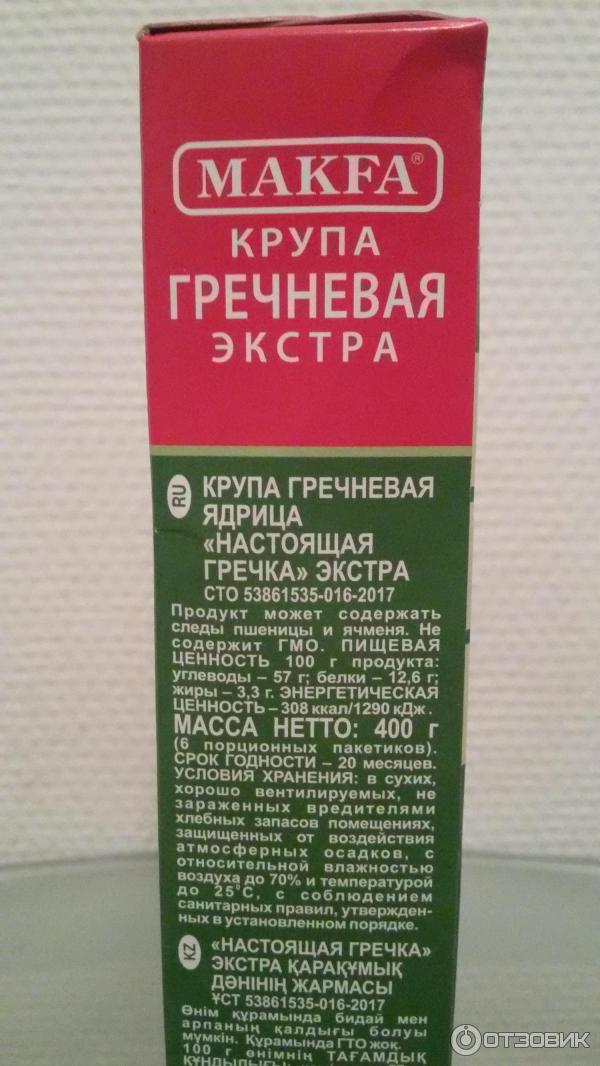 MAKFA®
КРУПА
ГРЕЧНЕВАЯ
ЭКСТРА
RU
КРУПА ГРЕЧНЕВАЯ
ЯДРИЦА
«НАСТОЯЩАЯ
ГРЕЧКА» ЭКСТРА
СТО 53861535-016-2017
Продукт может содержать
следы пшеницы и ячменя. Не
содержит ГМО. ПИЩЕВАЯ
ЦЕННОСТЬ 100 г продукта:
углеводы – 57 г; белки – 12,6 г;
жиры – 3,3 г. ЭНЕРГЕТИЧЕСКАЯ
ЦЕННОСТЬ – 308 ккал/1290 кДж.
МАССА НЕТТО: 400 г
(6 порционных пакетиков).
СРОК ГОДНОСТИ – 20 месяцев.
УСЛОВИЯ ХРАНЕНИЯ: в сухих,
хорошо вентилируемых, не
зараженных вредителями
хлебных запасов помещениях,
защищенных от воздействия
атмосферных осадков, с
относительной влажностью
воздуха до 70% и температурой
до 25°С, с соблюдением
санитарных правил, утвержден-
ных в установленном порядке.
KZ
«НАСТОЯЩАЯ ГРЕЧКА»
ЭКСТРА ҚАРАҚҰМЫҚ
ДӘНІНІҢ ЖАРМАСЫ
ҰСТ 53861535-016-2017
Өнім құрамында бидай мен
арпаның қалдығы болуы
мүмкін. Құрамында ГТО жоқ.
100 г өнімнің ТАҒАМДЫҚ
ҚҰНДЫЛЫҒЫ:
ОТЗОВИК